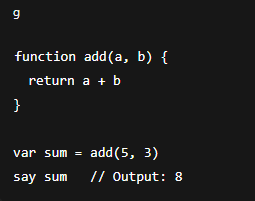 g
function add(a, b) {
  return a + b
}
var sum = add(5, 3)
say sum   // Output: 8